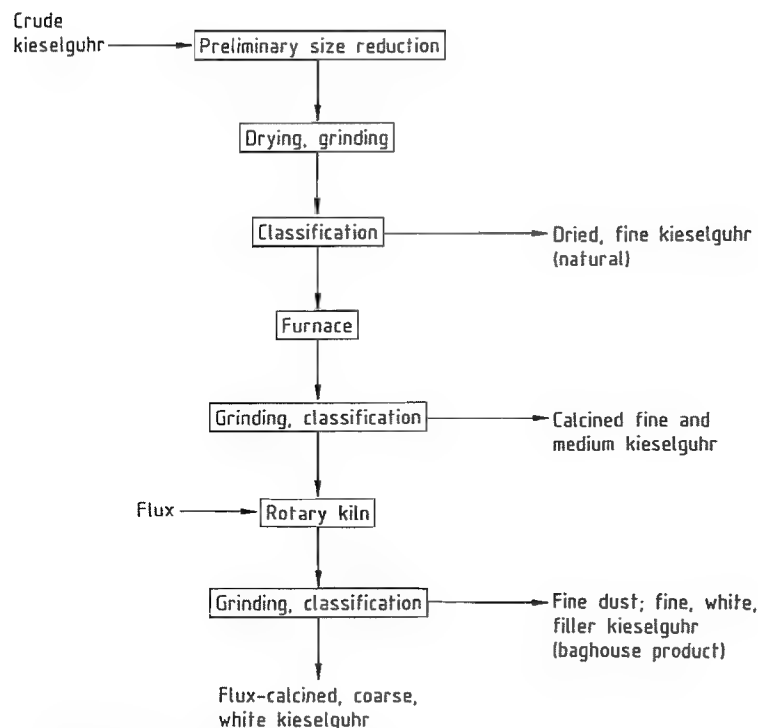 Crude
kieselguhr
Preliminary size reduction
Drying, grinding
Classification
Dried, fine kieselguhr
(natural)
Furnace
Grinding, classification
Calcined fine and
medium kieselguhr
Flux
Rotary kiln
Grinding, classification
Fine dust; fine, white,
filler kieselguhr
(baghouse product)
Flux-calcined, coarse,
white kieselguhr